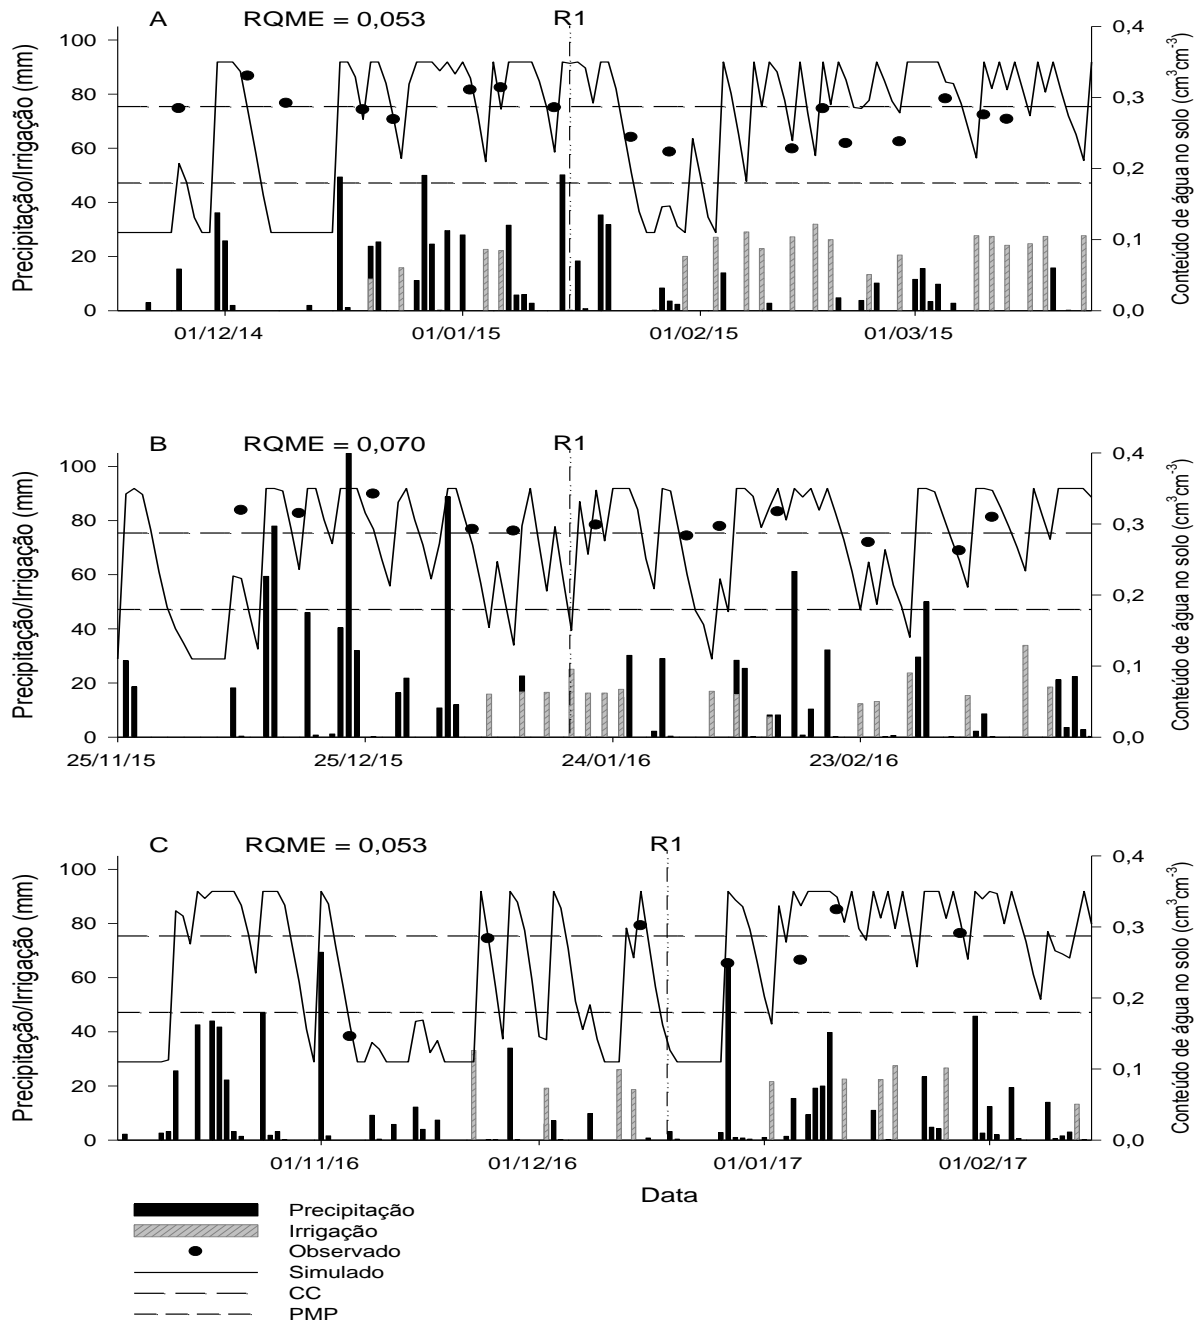 A RQME = 0,053 R1
Precipitação/Irrigação (mm)
100
80
60
40
20
0
0,4
0,3
0,2
0,1
0,0
Conteúdo de água no solo (cm³cm⁻³)
01/12/14 01/01/15 01/02/15 01/03/15
B RQME = 0,070 R1
Precipitação/Irrigação (mm)
100
80
60
40
20
0
0,4
0,3
0,2
0,1
0,0
Conteúdo de água no solo (cm³cm⁻³)
25/11/15 25/12/15 24/01/16 23/02/16
C RQME = 0,053 R1
Precipitação/Irrigação (mm)
100
80
60
40
20
0
0,4
0,3
0,2
0,1
0,0
Conteúdo de água no solo (cm³cm⁻³)
01/11/16 01/12/16 01/01/17 01/02/17
Data
Precipitação
Irrigação
Observado
Simulado
CC
PMP